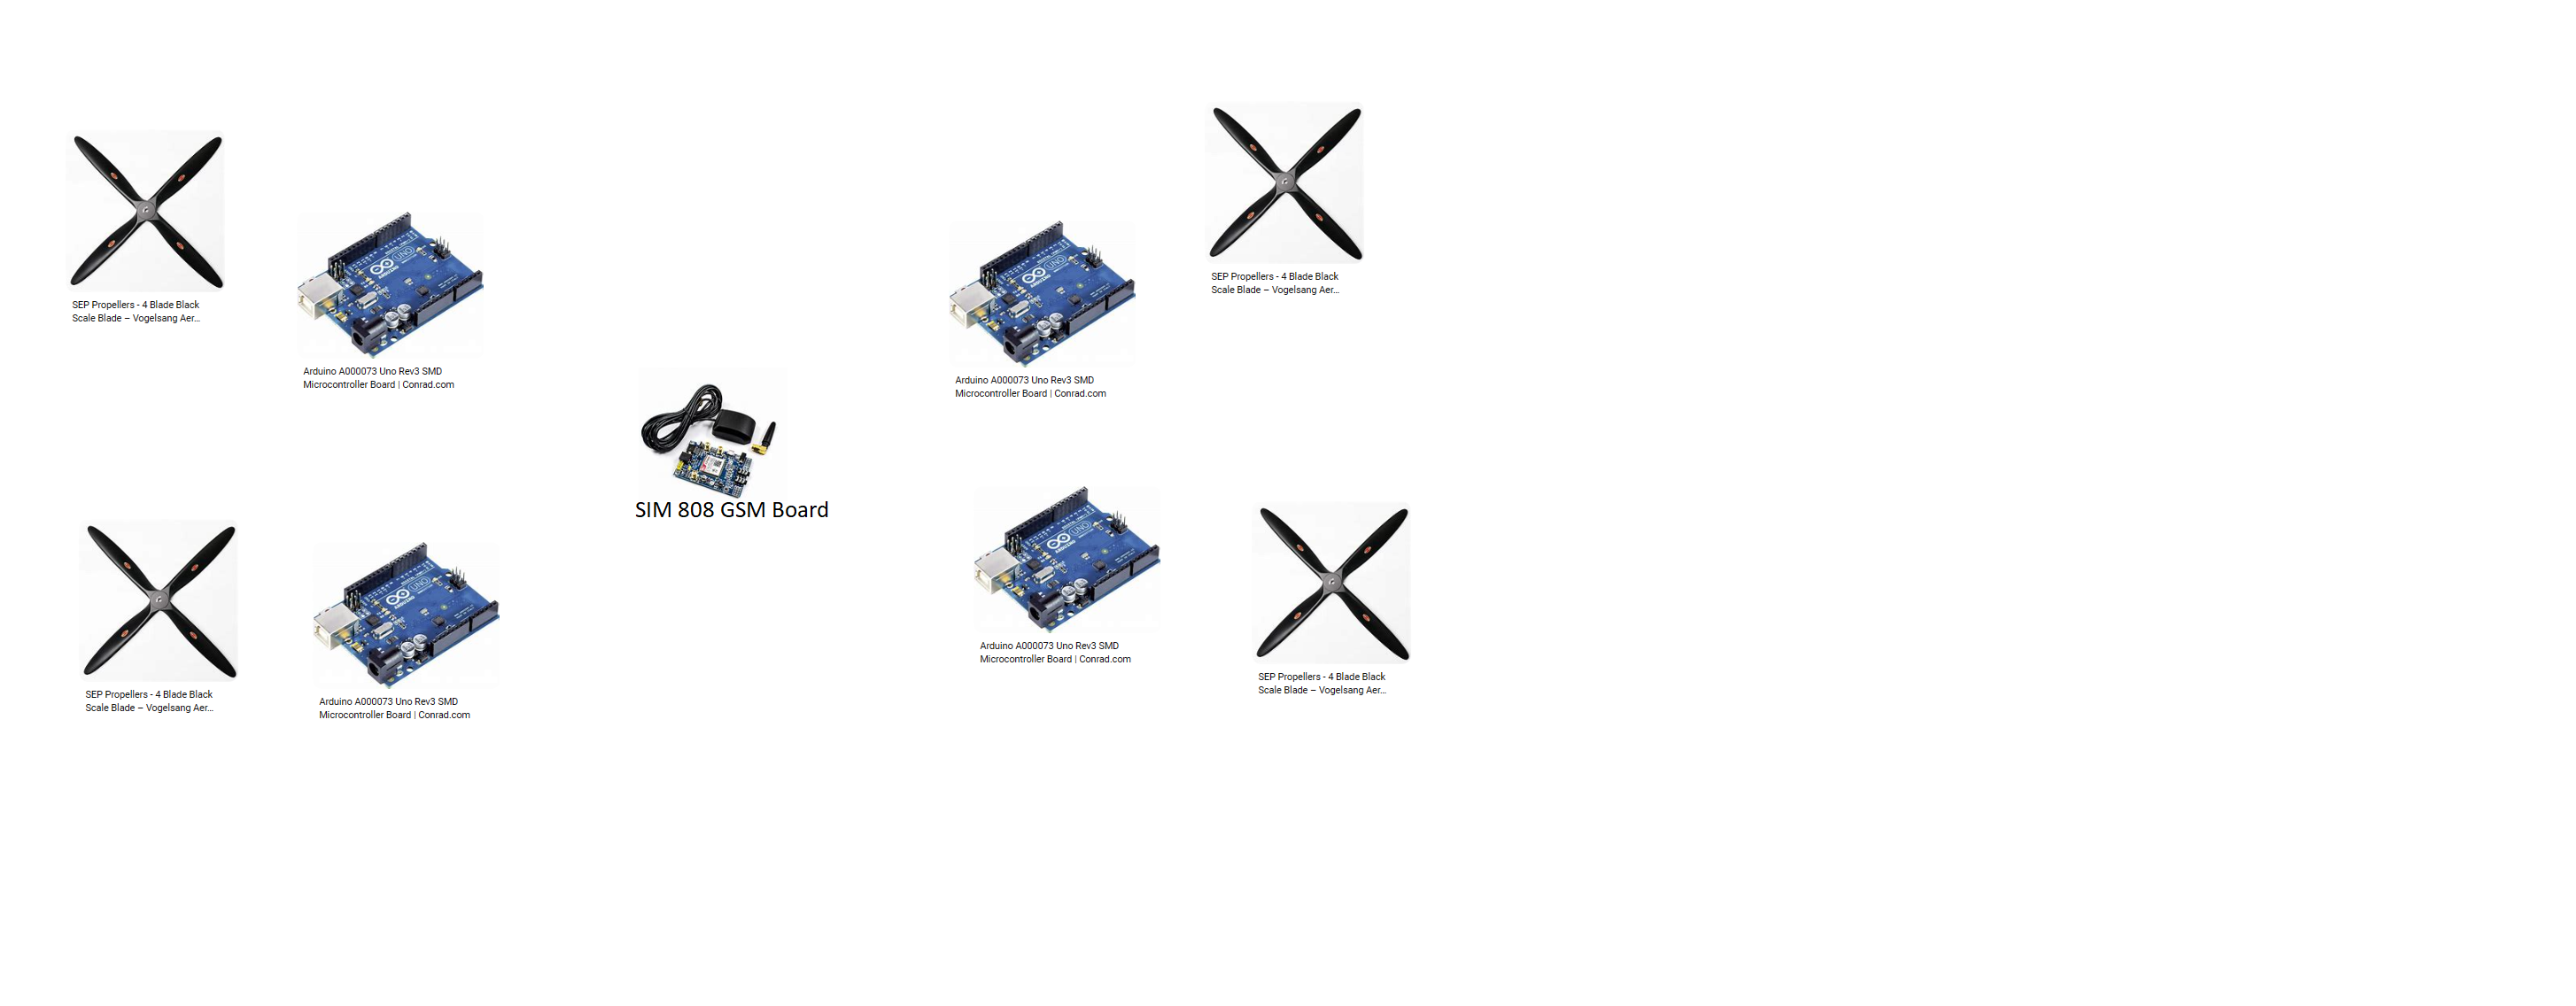 SEP Propellers - 4 Blade Black
Scale Blade – Vogelsang Aer...
Arduino A000073 Uno Rev3 SMD
Microcontroller Board | Conrad.com
Arduino A000073 Uno Rev3 SMD
Microcontroller Board | Conrad.com
SEP Propellers - 4 Blade Black
Scale Blade – Vogelsang Aer...
SIM 808 GSM Board
SEP Propellers - 4 Blade Black
Scale Blade – Vogelsang Aer...
Arduino A000073 Uno Rev3 SMD
Microcontroller Board | Conrad.com
Arduino A000073 Uno Rev3 SMD
Microcontroller Board | Conrad.com
SEP Propellers - 4 Blade Black
Scale Blade – Vogelsang Aer...